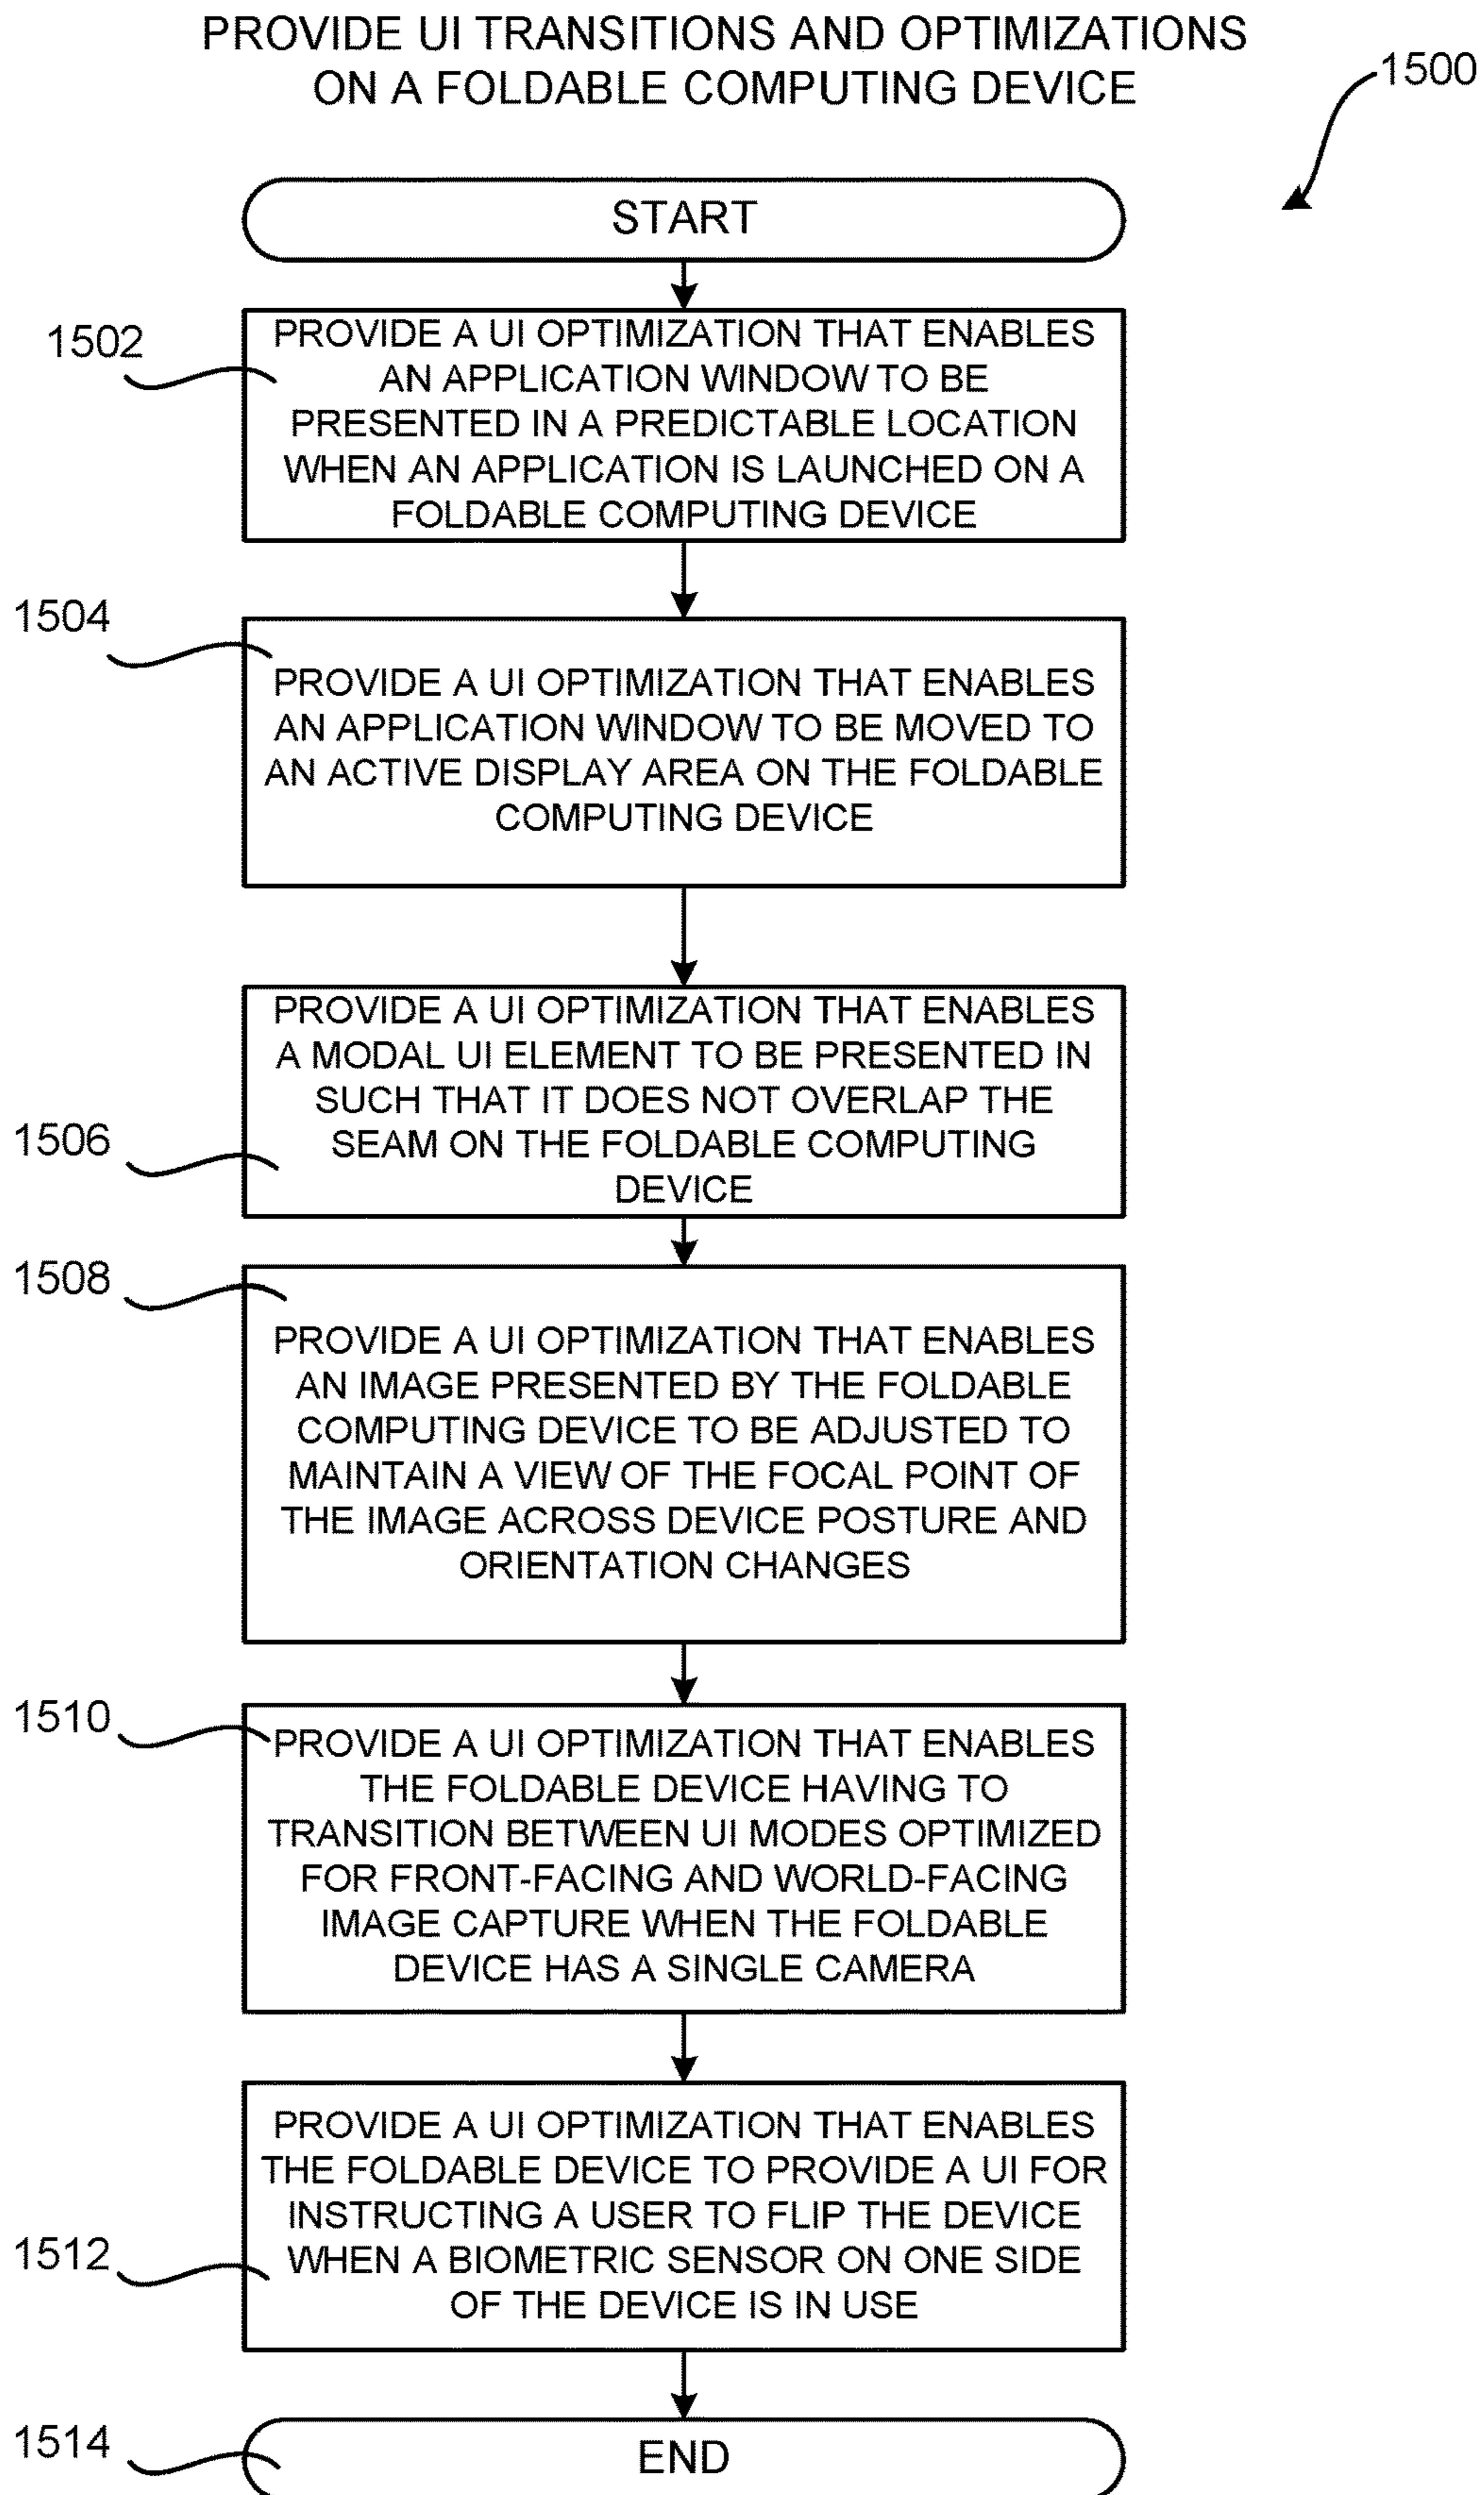 PROVIDE UI TRANSITIONS AND OPTIMIZATIONS
ON A FOLDABLE COMPUTING DEVICE
1500
START
1502
PROVIDE A UI OPTIMIZATION THAT ENABLES
AN APPLICATION WINDOW TO BE
PRESENTED IN A PREDICTABLE LOCATION
WHEN AN APPLICATION IS LAUNCHED ON A
FOLDABLE COMPUTING DEVICE
1504
PROVIDE A UI OPTIMIZATION THAT ENABLES
AN APPLICATION WINDOW TO BE MOVED TO
AN ACTIVE DISPLAY AREA ON THE FOLDABLE
COMPUTING DEVICE
1506
PROVIDE A UI OPTIMIZATION THAT ENABLES
A MODAL UI ELEMENT TO BE PRESENTED IN
SUCH THAT IT DOES NOT OVERLAP THE
SEAM ON THE FOLDABLE COMPUTING
DEVICE
1508
PROVIDE A UI OPTIMIZATION THAT ENABLES
AN IMAGE PRESENTED BY THE FOLDABLE
COMPUTING DEVICE TO BE ADJUSTED TO
MAINTAIN A VIEW OF THE FOCAL POINT OF
THE IMAGE ACROSS DEVICE POSTURE AND
ORIENTATION CHANGES
1510
PROVIDE A UI OPTIMIZATION THAT ENABLES
THE FOLDABLE DEVICE HAVING TO
TRANSITION BETWEEN UI MODES OPTIMIZED
FOR FRONT-FACING AND WORLD-FACING
IMAGE CAPTURE WHEN THE FOLDABLE
DEVICE HAS A SINGLE CAMERA
1512
PROVIDE A UI OPTIMIZATION THAT ENABLES
THE FOLDABLE DEVICE TO PROVIDE A UI FOR
INSTRUCTING A USER TO FLIP THE DEVICE
WHEN A BIOMETRIC SENSOR ON ONE SIDE
OF THE DEVICE IS IN USE
1514
END